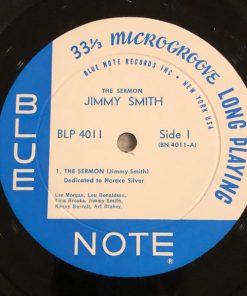 33⅓ MICROGROOVE LONG PLAYING
BLUE NOTE RECORDS INC • NEW YORK USA
THE SERMON
JIMMY SMITH
BLP 4011
Side 1
(BN 4011-A)
1. THE SERMON (Jimmy Smith)
Dedicated to Horace Silver
Lee Morgan, Lou Donaldson,
Tina Brooks, Jimmy Smith,
Kenny Burrell, Art Blakey.
BLUE
NOTE
®